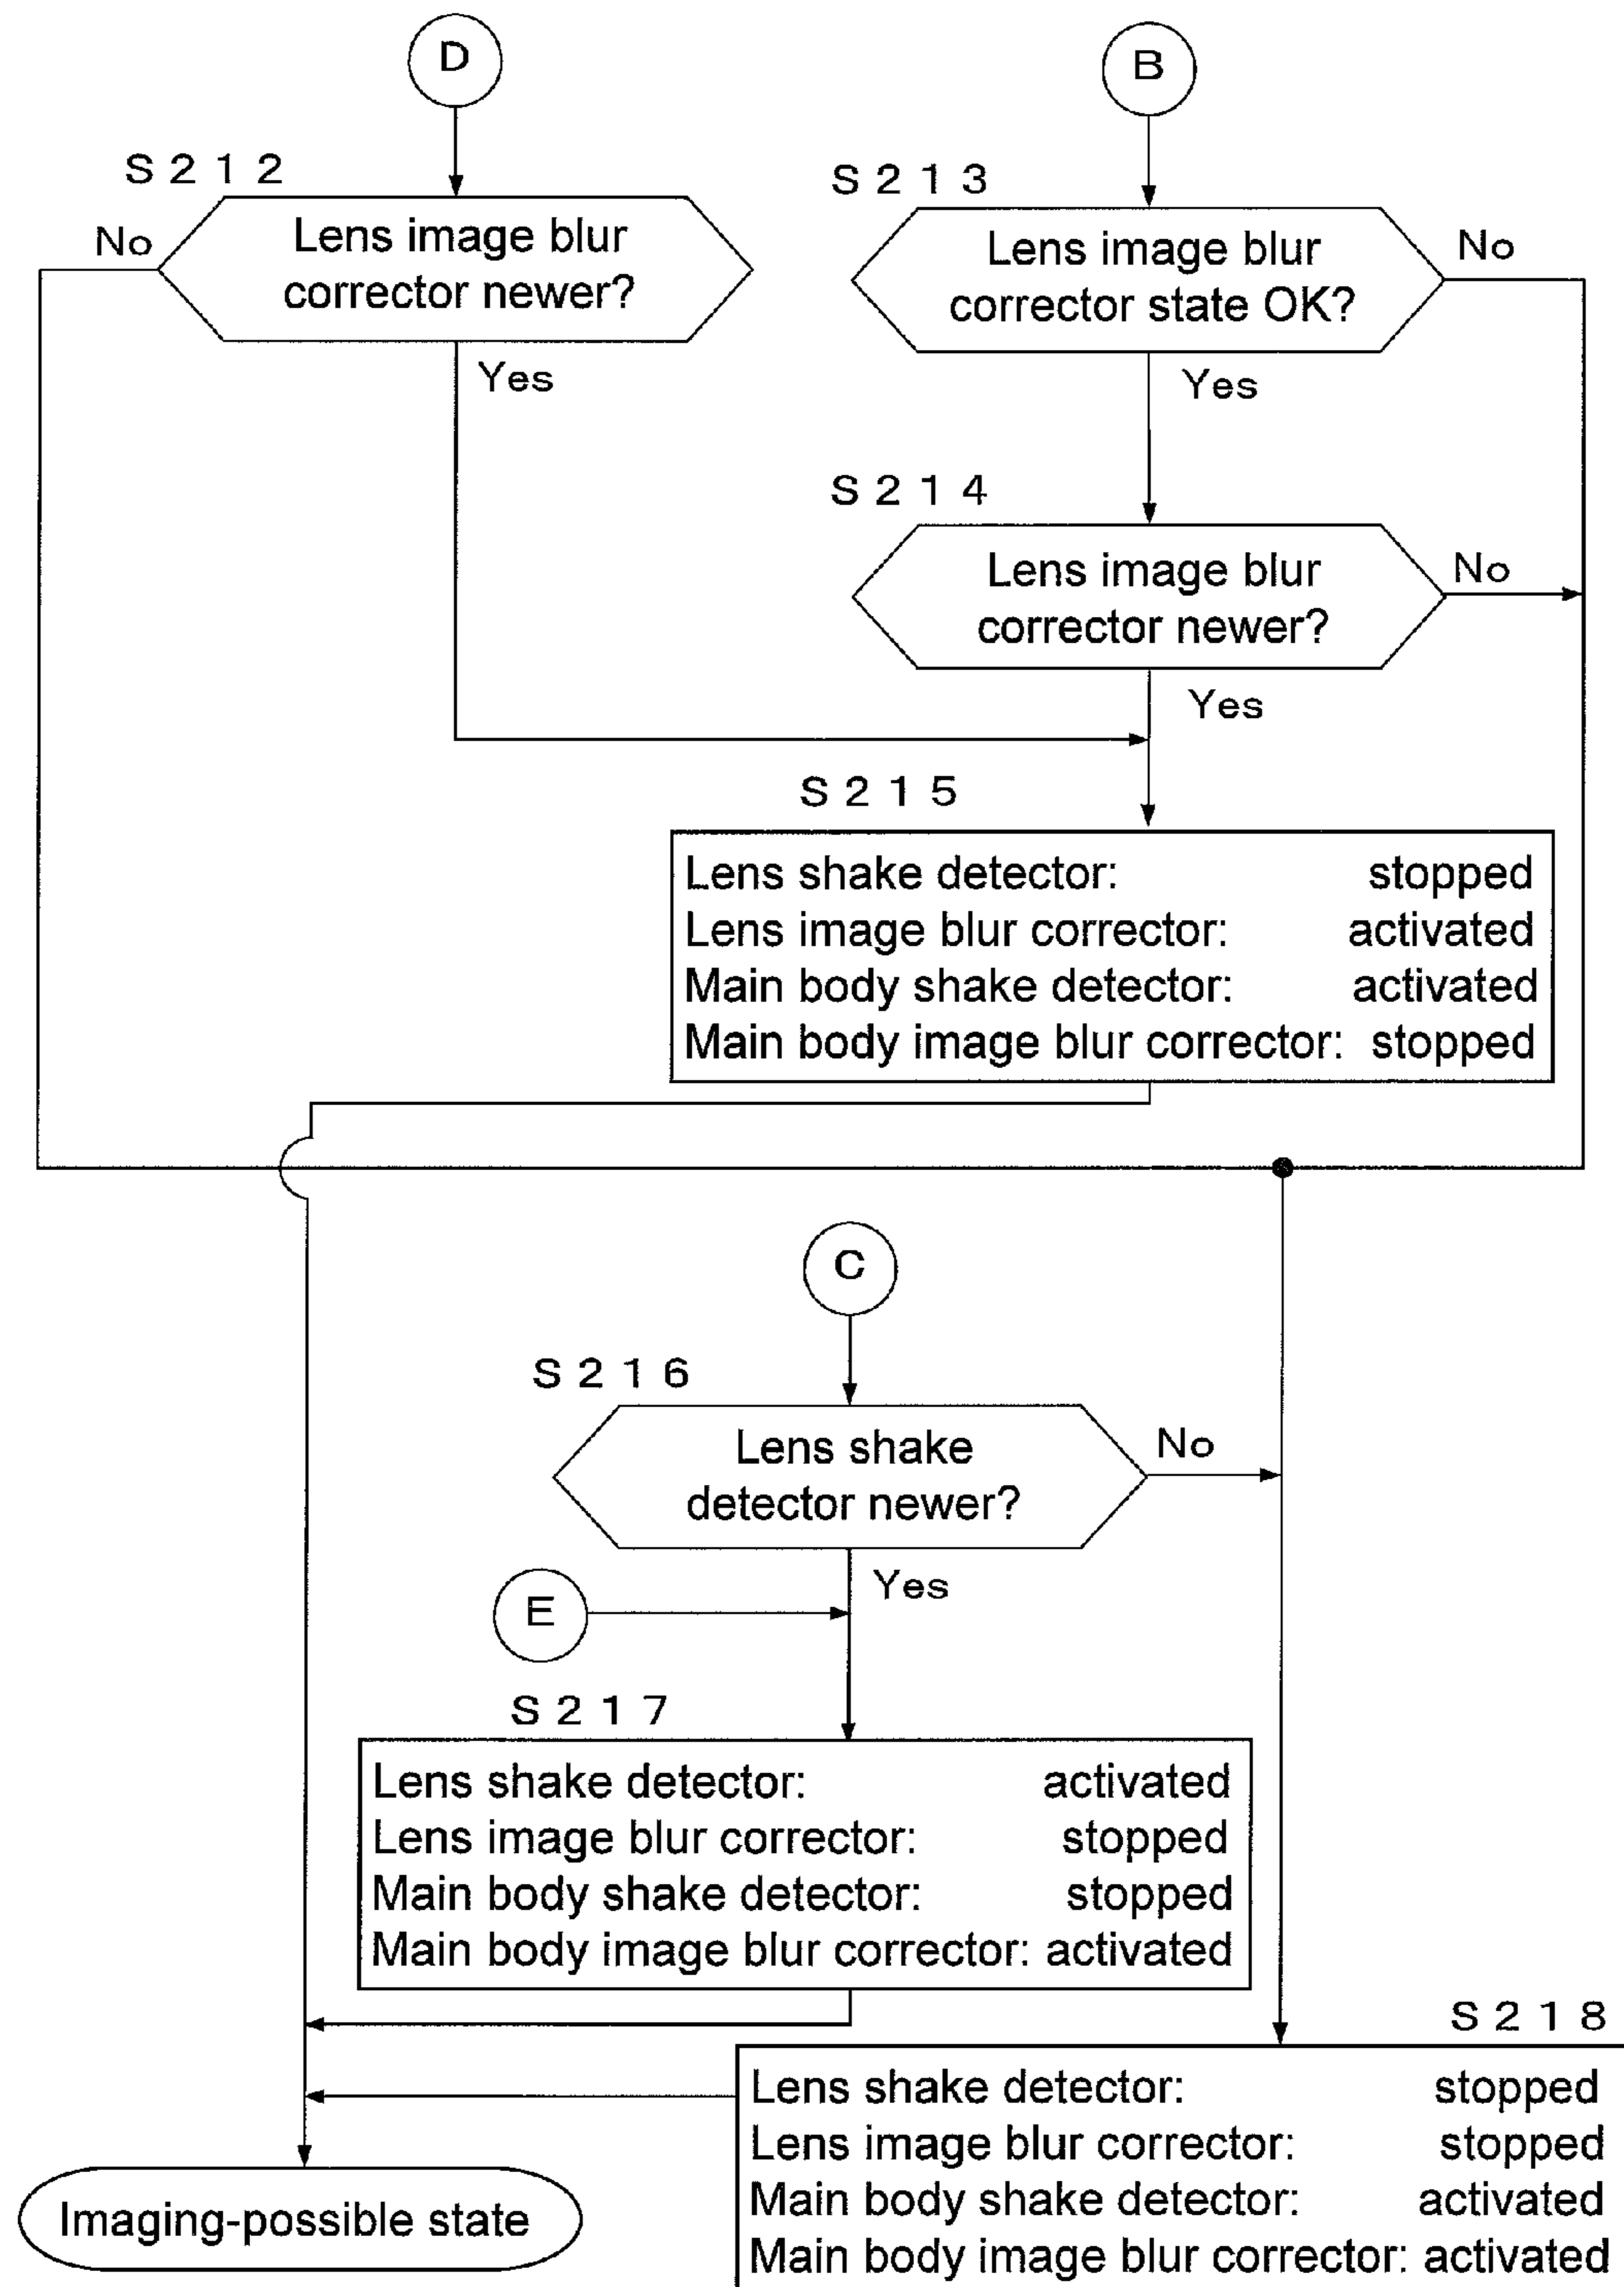 D
B
S212
S213
Lens image blur
corrector newer?
No
Yes
Lens image blur
corrector state OK?
No
Yes
S214
Lens image blur
corrector newer?
No
Yes
S215
Lens shake detector: stopped
Lens image blur corrector: activated
Main body shake detector: activated
Main body image blur corrector: stopped
C
S216
Lens shake
detector newer?
No
Yes
E
S217
Lens shake detector: activated
Lens image blur corrector: stopped
Main body shake detector: stopped
Main body image blur corrector: activated
S218
Lens shake detector: stopped
Lens image blur corrector: stopped
Main body shake detector: activated
Main body image blur corrector: activated
Imaging-possible state